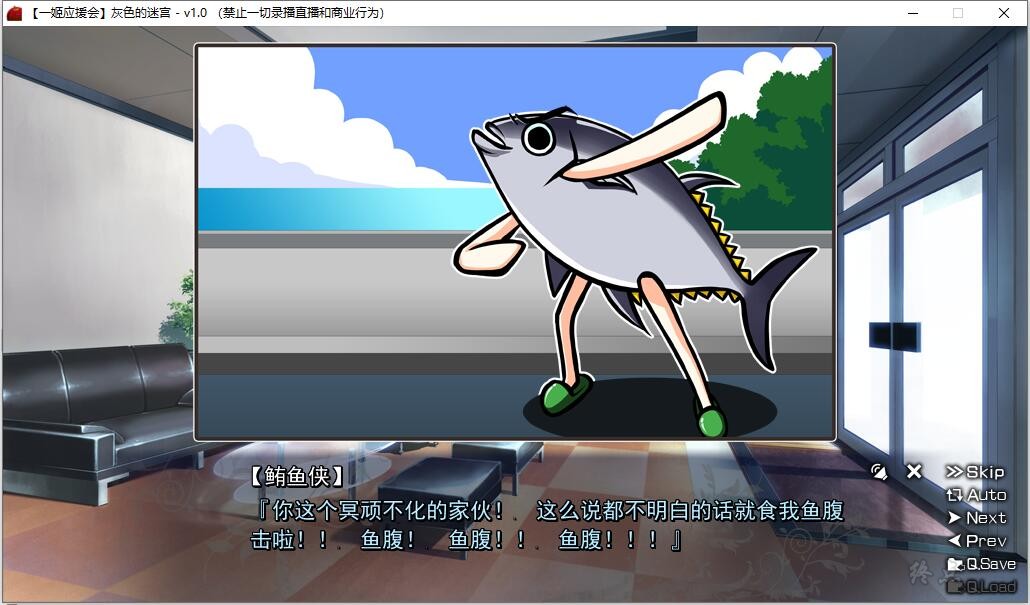 【一姬应援会】灰色的迷宫 - v1.0 （禁止一切录播直播和商业行为）
【鲔鱼侠】
『你这个冥顽不化的家伙！. 这么说都不明白的话就食我鱼腹
击啦！！. 鱼腹！. 鱼腹！！. 鱼腹！！！』
Skip
Auto
Next
Prev
Q.Save
Q.Load